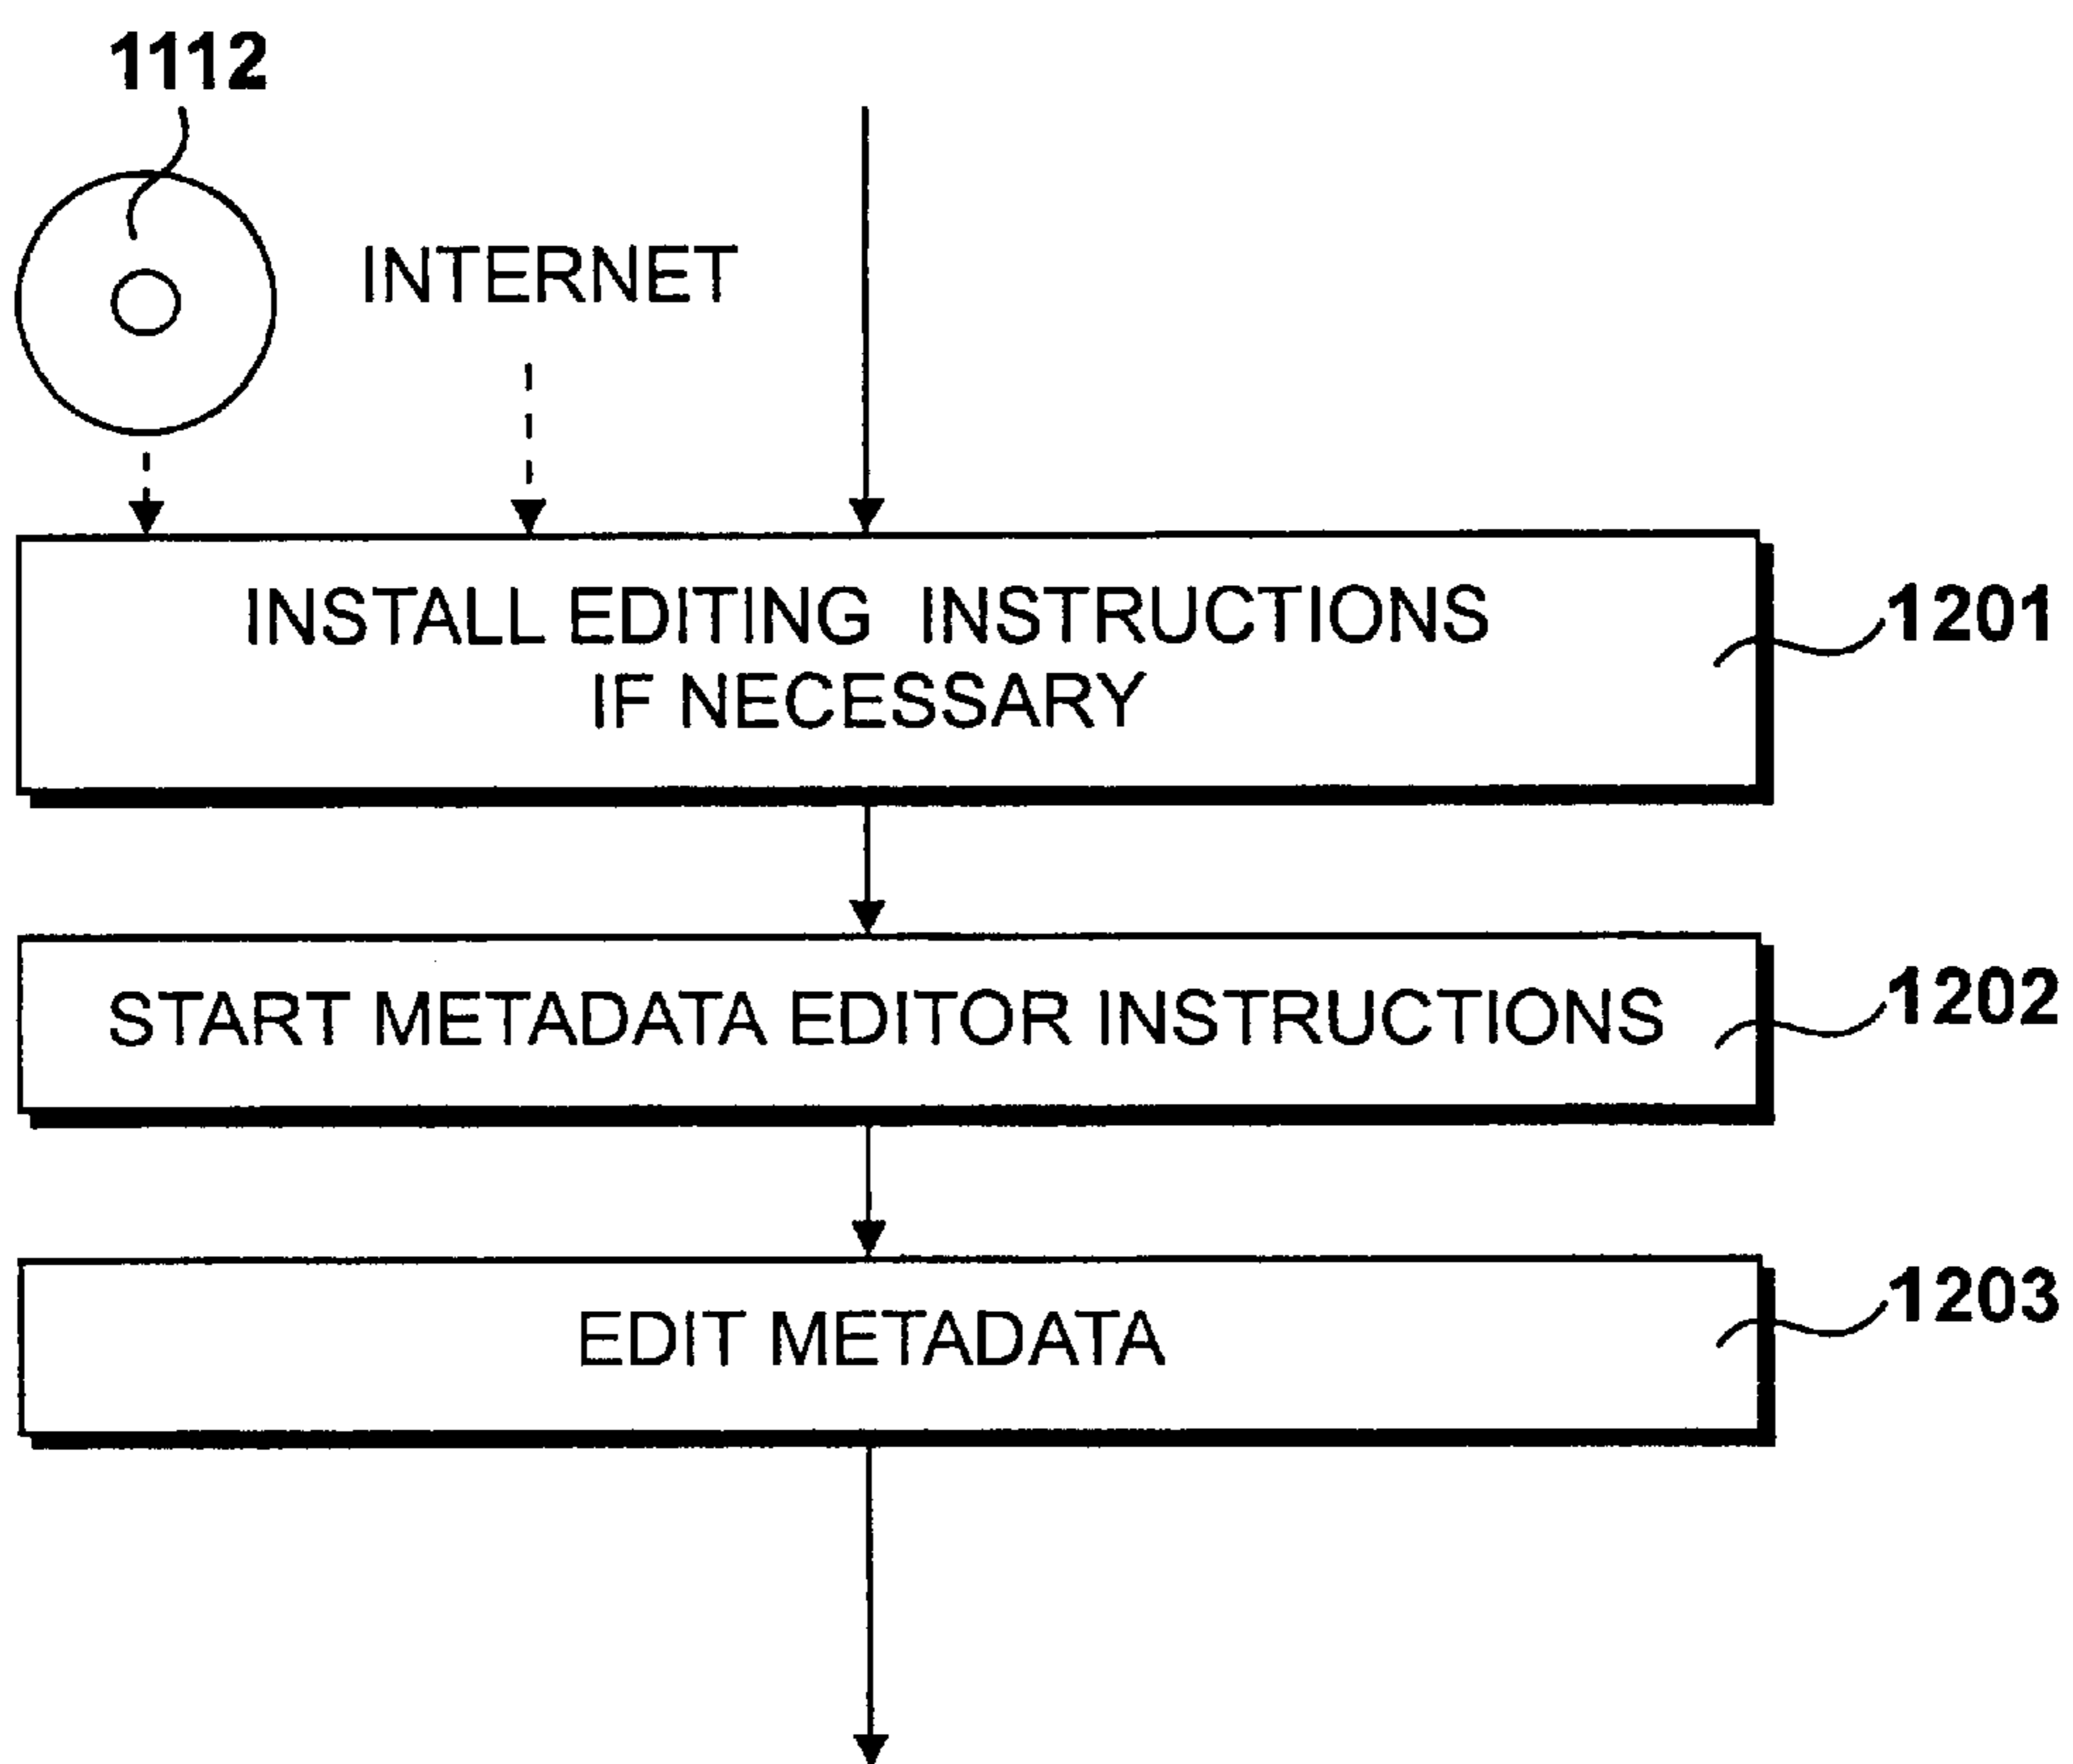 1112
INTERNET
INSTALL EDITING INSTRUCTIONS
IF NECESSARY
1201
START METADATA EDITOR INSTRUCTIONS
1202
EDIT METADATA
1203